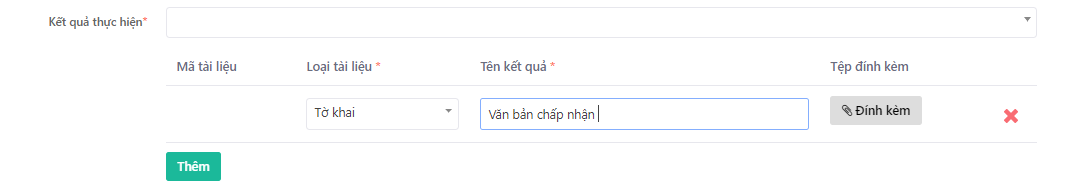 Kết quả thực hiện*
Mã tài liệu Loại tài liệu * Tên kết quả * Tệp đính kèm
Tờ khai Văn bản chấp nhận Đính kèm
Thêm